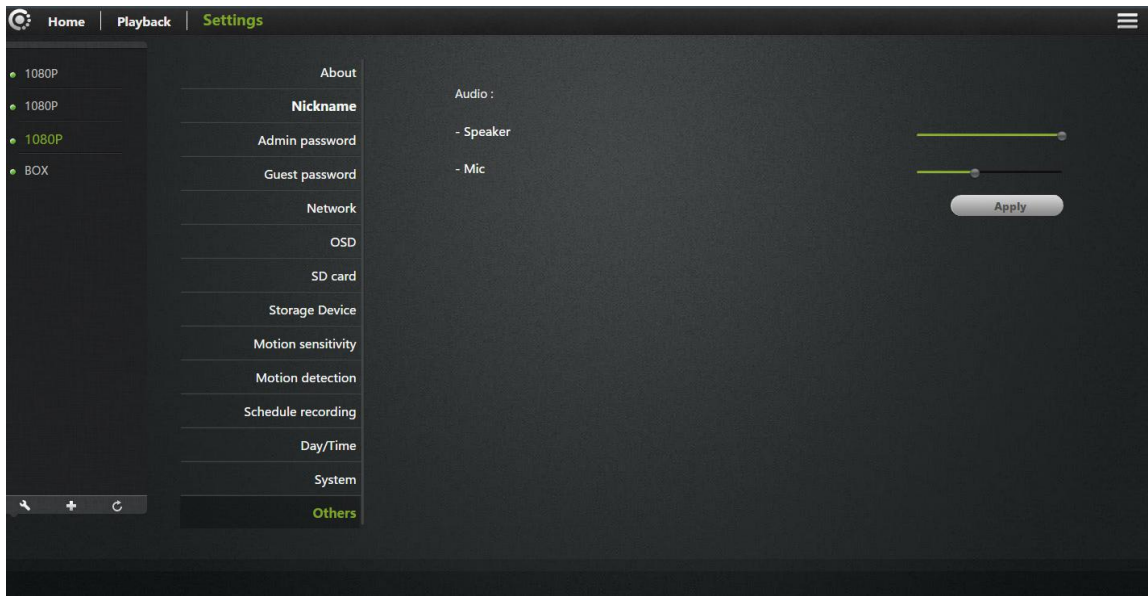 Home | Playback | Settings
1080P
1080P
1080P
BOX
About
Nickname
Admin password
Guest password
Network
OSD
SD card
Storage Device
Motion sensitivity
Motion detection
Schedule recording
Day/Time
System
Others
Audio :
- Speaker
- Mic
Apply